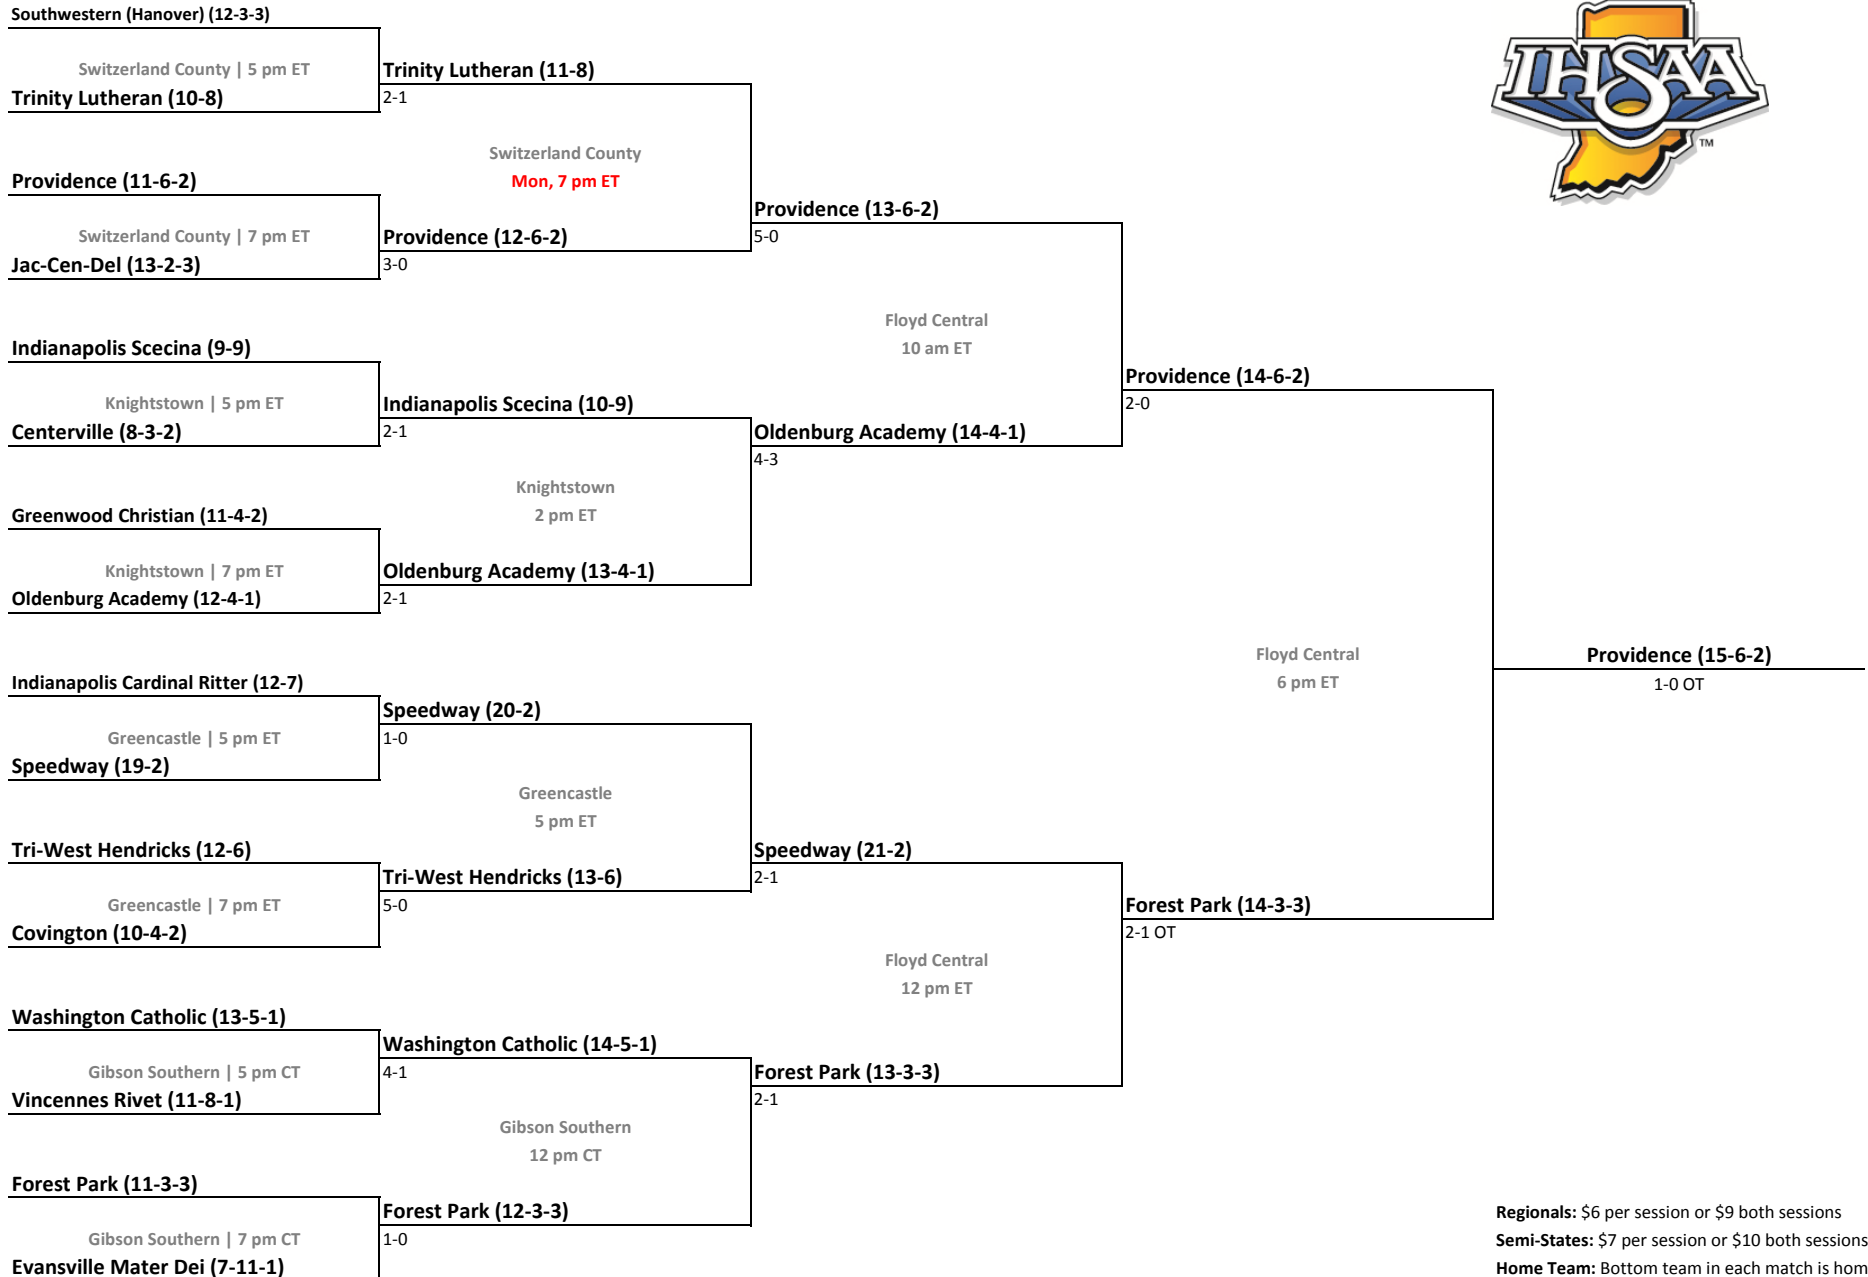 Southwestern (Hanover) (12-3-3)
IHSAA
TM
Switzerland County | 5 pm ET
Trinity Lutheran (11-8)
Trinity Lutheran (10-8)
2-1
Switzerland County
Mon, 7 pm ET
Providence (11-6-2)
Providence (13-6-2)
Switzerland County | 7 pm ET
Providence (12-6-2)
5-0
Jac-Cen-Del (13-2-3)
3-0
Floyd Central
10 am ET
Indianapolis Scecina (9-9)
Providence (14-6-2)
Knightstown | 5 pm ET
Indianapolis Scecina (10-9)
2-0
Centerville (8-3-2)
2-1
Oldenburg Academy (14-4-1)
4-3
Knightstown
2 pm ET
Greenwood Christian (11-4-2)
Knightstown | 7 pm ET
Oldenburg Academy (13-4-1)
Oldenburg Academy (12-4-1)
2-1
Floyd Central
6 pm ET
Providence (15-6-2)
1-0 OT
Indianapolis Cardinal Ritter (12-7)
Speedway (20-2)
Greencastle | 5 pm ET
1-0
Speedway (19-2)
Greencastle
5 pm ET
Tri-West Hendricks (12-6)
Speedway (21-2)
Tri-West Hendricks (13-6)
2-1
Greencastle | 7 pm ET
5-0
Forest Park (14-3-3)
Covington (10-4-2)
2-1 OT
Floyd Central
12 pm ET
Washington Catholic (13-5-1)
Washington Catholic (14-5-1)
Gibson Southern | 5 pm CT
4-1
Forest Park (13-3-3)
Vincennes Rivet (11-8-1)
2-1
Gibson Southern
12 pm CT
Forest Park (11-3-3)
Forest Park (12-3-3)
Gibson Southern | 7 pm CT
1-0
Evansville Mater Dei (7-11-1)
Regionals: $6 per session or $9 both sessions
Semi-States: $7 per session or $10 both sessions
Home Team: Bottom team in each match is hom